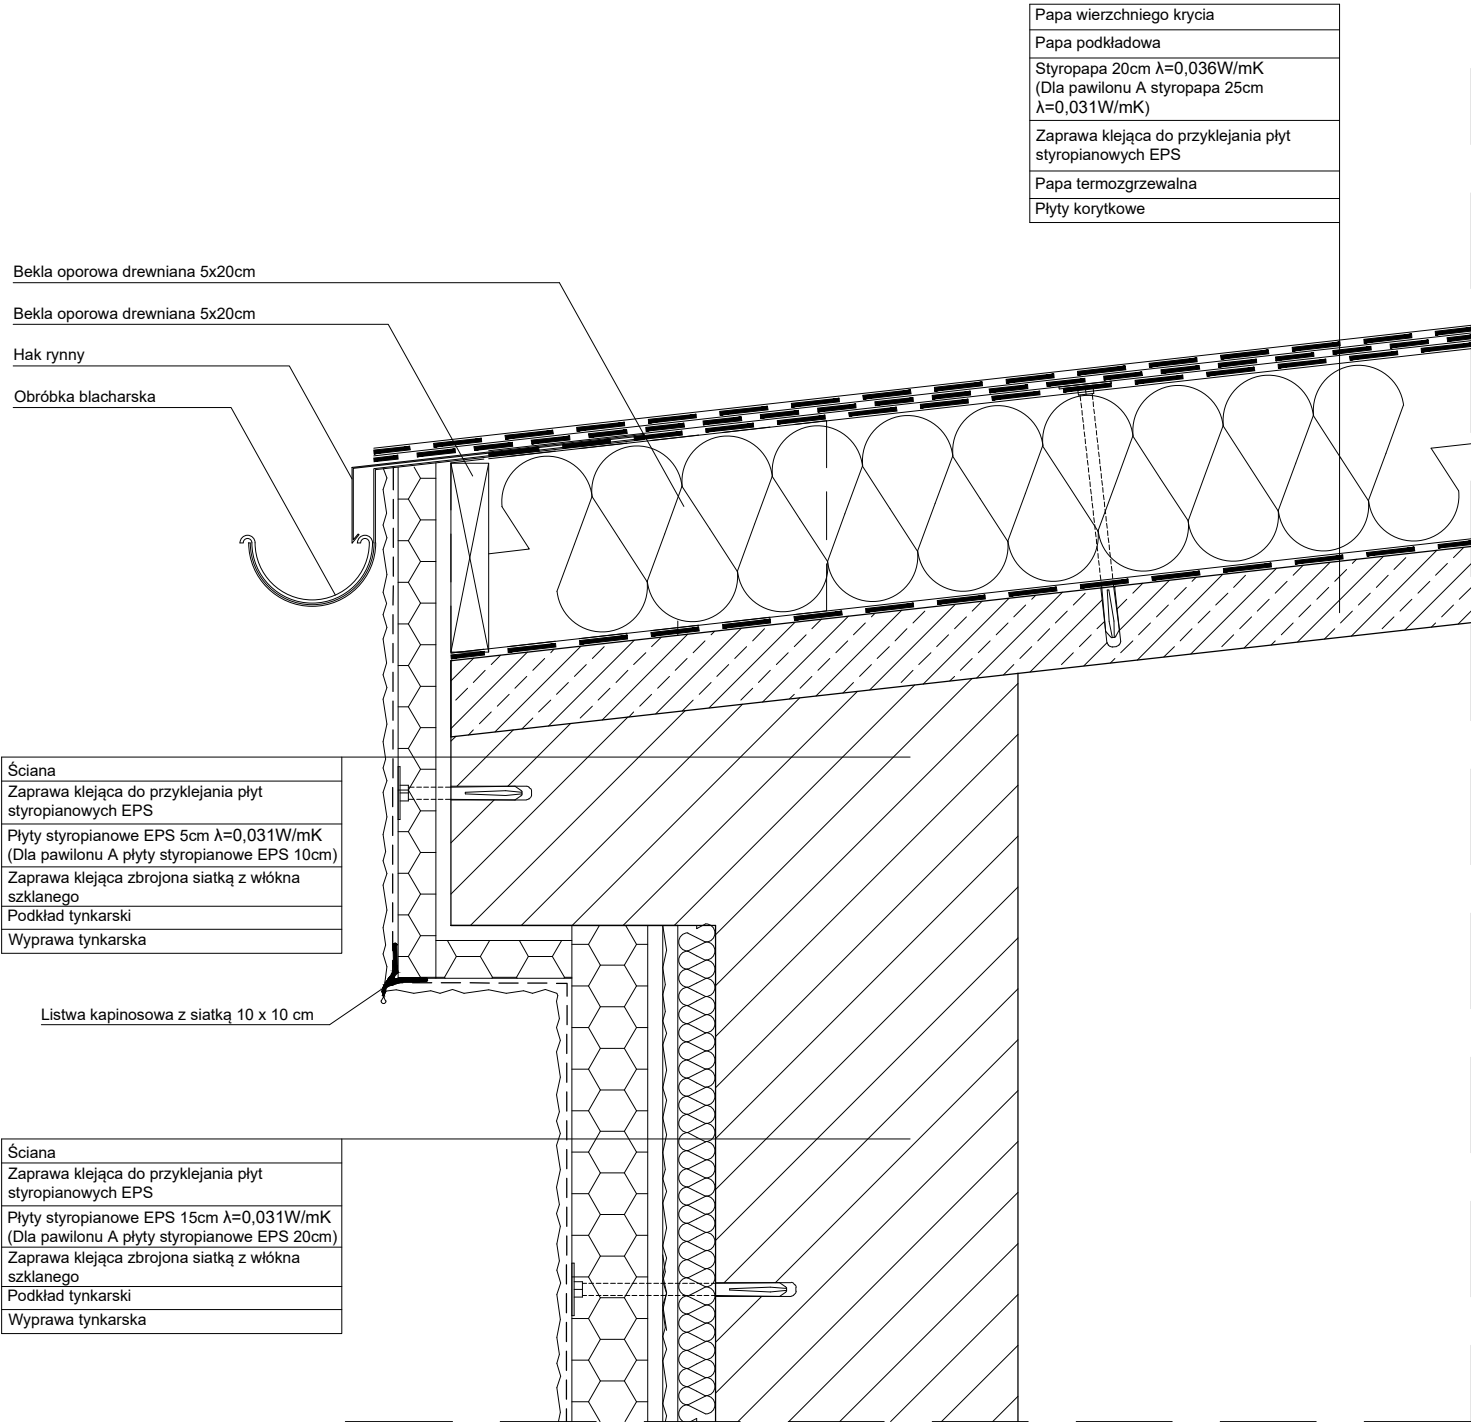 Papa wierzchniego krycia
Papa podkładowa
Styropapa 20cm λ=0,036W/mK
(Dla pawilonu A styropapa 25cm
λ=0,031W/mK)
Zaprawa klejąca do przyklejania płyt
styropianowych EPS
Papa termozgrzewalna
Płyty korytkowe
Bekla oporowa drewniana 5x20cm
Bekla oporowa drewniana 5x20cm
Hak rynny
Obróbka blacharska
Ściana
Zaprawa klejąca do przyklejania płyt
styropianowych EPS
Płyty styropianowe EPS 5cm λ=0,031W/mK
(Dla pawilonu A płyty styropianowe EPS 10cm)
Zaprawa klejąca zbrojona siatką z włókna
szklanego
Podkład tynkarski
Wyprawa tynkarska
Listwa kapinosowa z siatką 10 x 10 cm
Ściana
Zaprawa klejąca do przyklejania płyt
styropianowych EPS
Płyty styropianowe EPS 15cm λ=0,031W/mK
(Dla pawilonu A płyty styropianowe EPS 20cm)
Zaprawa klejąca zbrojona siatką z włókna
szklanego
Podkład tynkarski
Wyprawa tynkarska